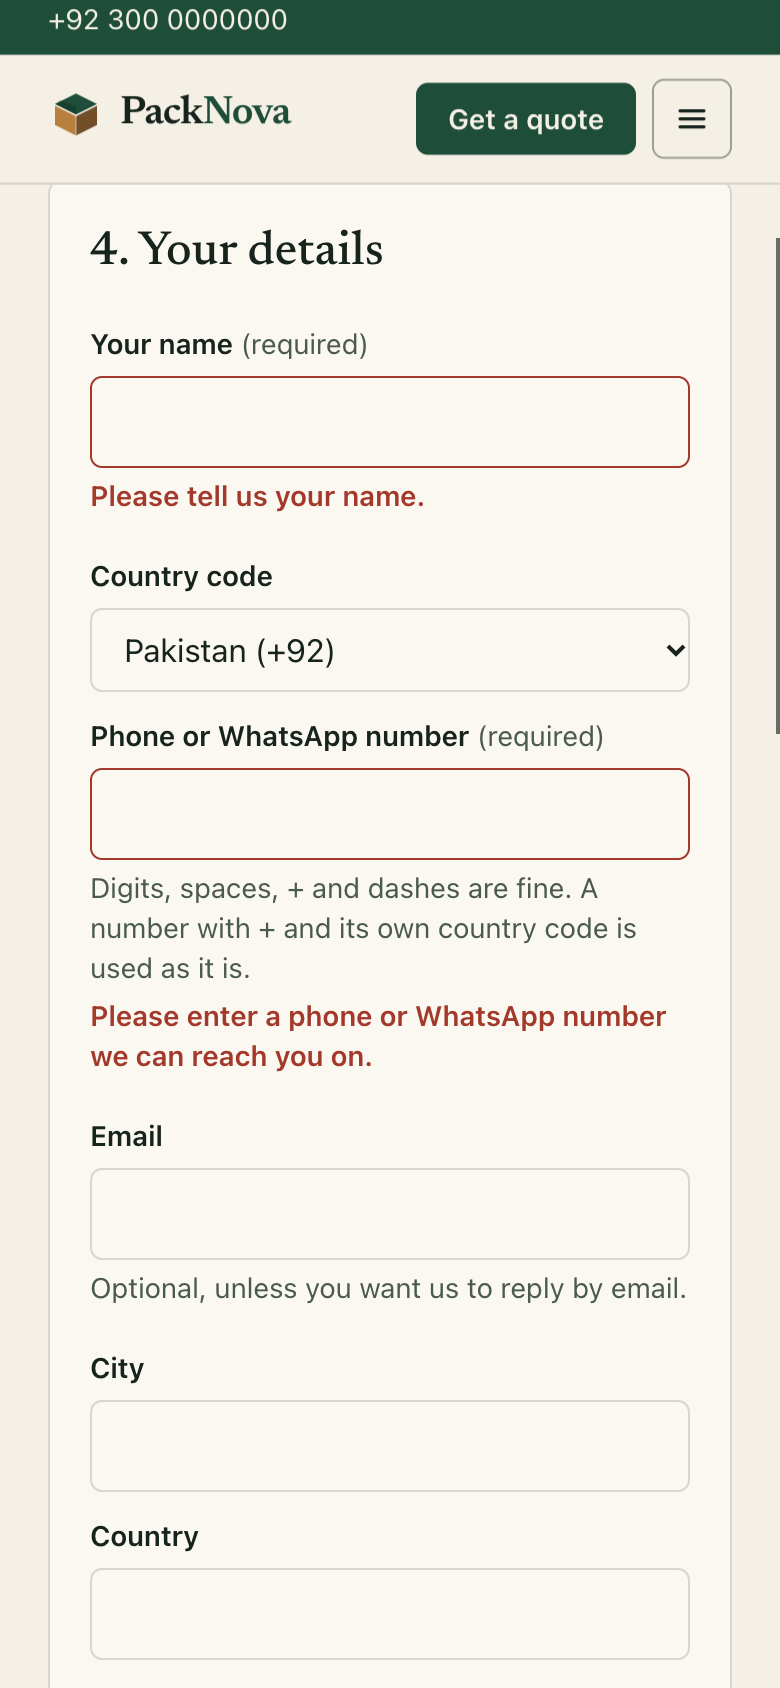 +92 300 0000000
PackNova
Get a quote
4. Your details
Your name (required)
Please tell us your name.
Country code
Pakistan (+92)
Phone or WhatsApp number (required)
Digits, spaces, + and dashes are fine. A
number with + and its own country code is
used as it is.
Please enter a phone or WhatsApp number
we can reach you on.
Email
Optional, unless you want us to reply by email.
City
Country